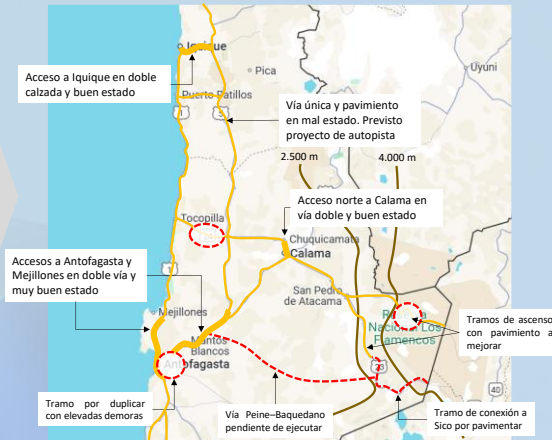 Iquique
Pica
Uyuni
Acceso a Iquique en doble
calzada y buen estado
Puerto Patillos
1
5
Vía única y pavimento
en mal estado. Previsto
proyecto de autopista
2.500 m
4.000 m
Acceso norte a Calama en
vía doble y buen estado
Tocopilla
Chuquicamata
Calama
Accesos a Antofagasta y
Mejillones en doble vía y
muy buen estado
1
San Pedro
de Atacama
Mejillones
Tramos de ascenso
con pavimento a
mejorar
Nacional Los
Flamencos
Mantos
Blancos
Antofagasta
23
40
Tramo por duplicar
con elevadas demoras
Vía Peine–Baquedano
pendiente de ejecutar
Tramo de conexión a
Sico por pavimentar